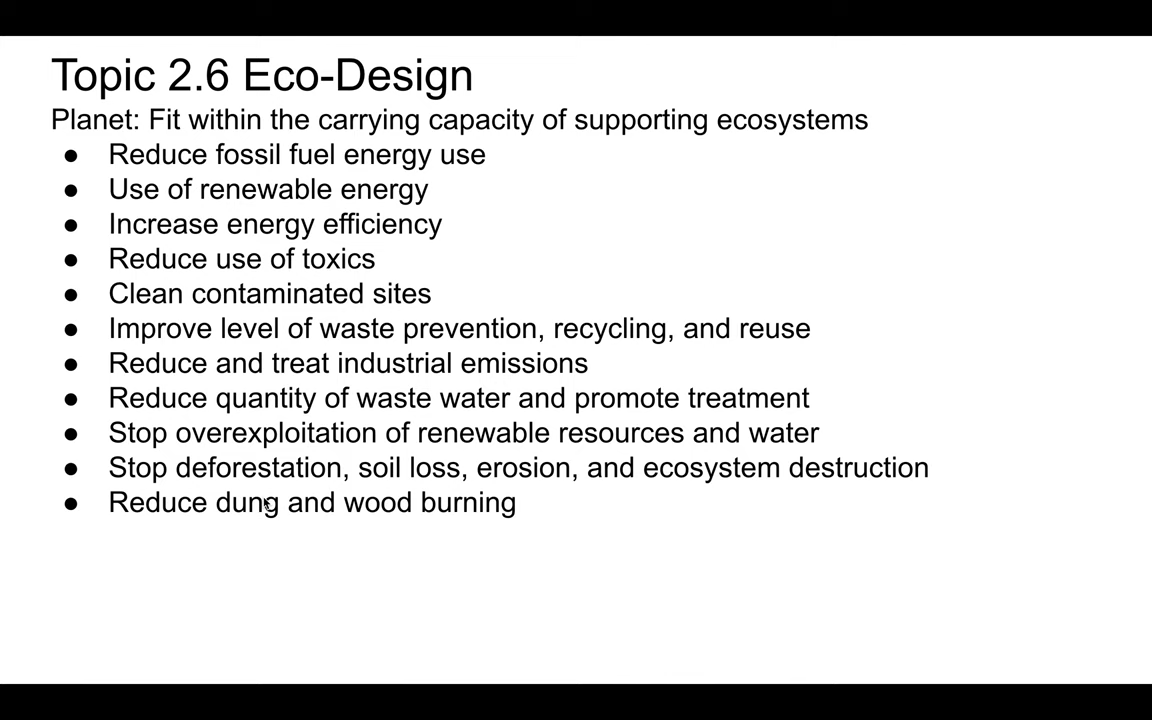 Topic 2.6 Eco-Design
Planet: Fit within the carrying capacity of supporting ecosystems
● Reduce fossil fuel energy use
● Use of renewable energy
● Increase energy efficiency
● Reduce use of toxics
● Clean contaminated sites
● Improve level of waste prevention, recycling, and reuse
● Reduce and treat industrial emissions
● Reduce quantity of waste water and promote treatment
● Stop overexploitation of renewable resources and water
● Stop deforestation, soil loss, erosion, and ecosystem destruction
● Reduce dung and wood burning